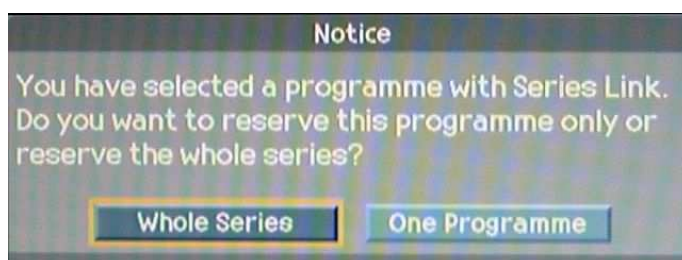 Notice
You have selected a programme with Series Link.
Do you want to reserve this programme only or
reserve the whole series?
Whole Series One Programme